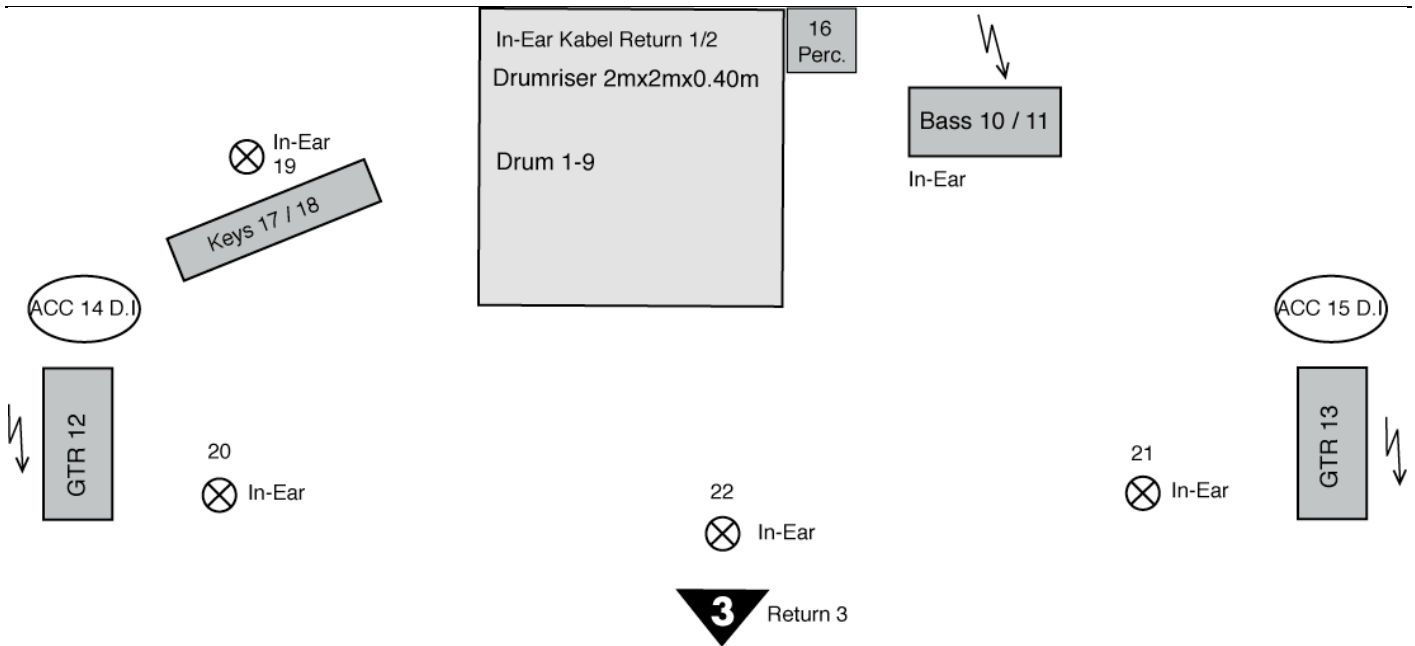 In-Ear Kabel Return 1/2
Drumriser 2mx2mx0.40m
Drum 1-9
16
Perc.
Bass 10 / 11
In-Ear
In-Ear
19
Keys 17 / 18
ACC 14 D.I
ACC 15 D.I
GTR 12
20
In-Ear
22
In-Ear
21
In-Ear
GTR 13
3
Return 3